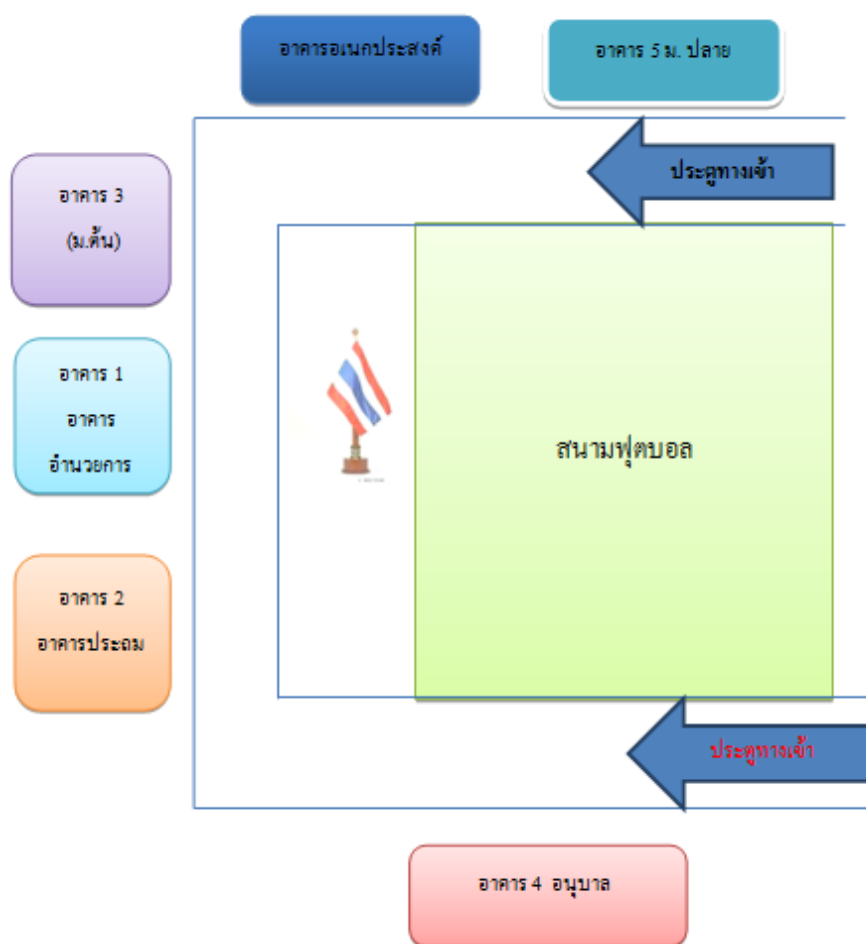 อาคารอเนกประสงค์
อาคาร 5 ม. ปลาย
ประตูทางเข้า
อาคาร 3
(ม.ต้น)
อาคาร 1
อาคาร
อำนวยการ
สนามฟุตบอล
อาคาร 2
อาคารประถม
ประตูทางเข้า
อาคาร 4 อนุบาล